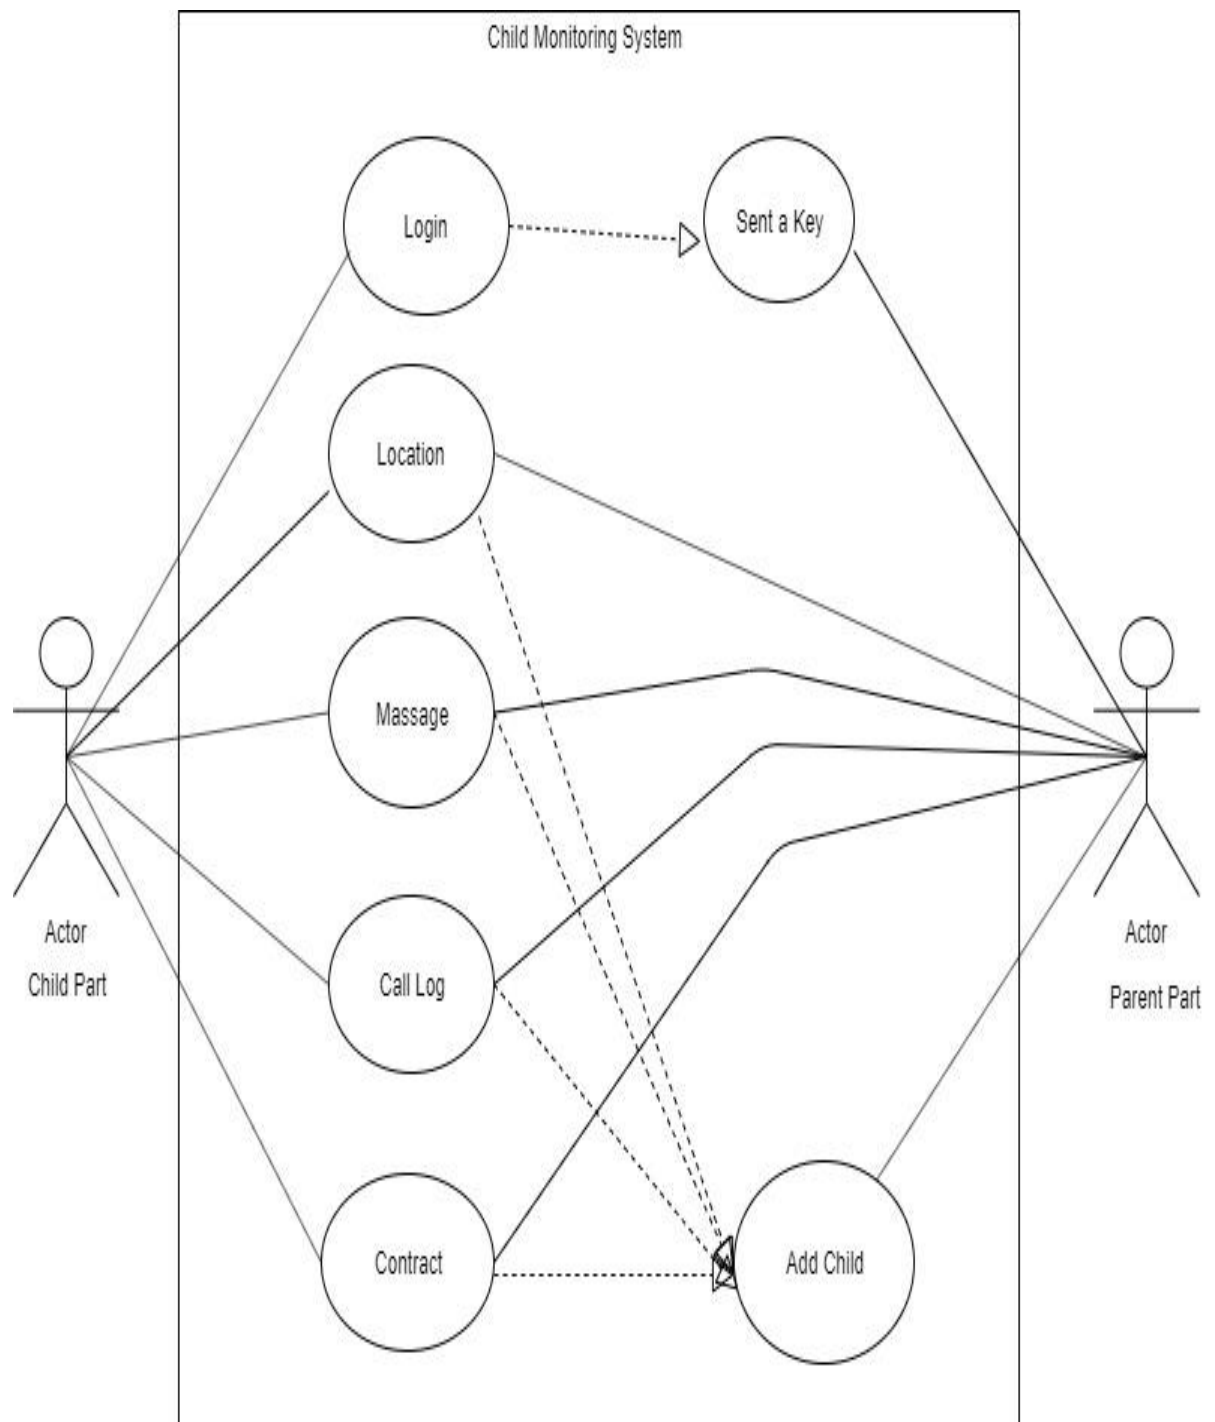 Child Monitoring System
Login
Sent a Key
Location
Massage
Call Log
Contract
Add Child
Actor
Child Part
Actor
Parent Part